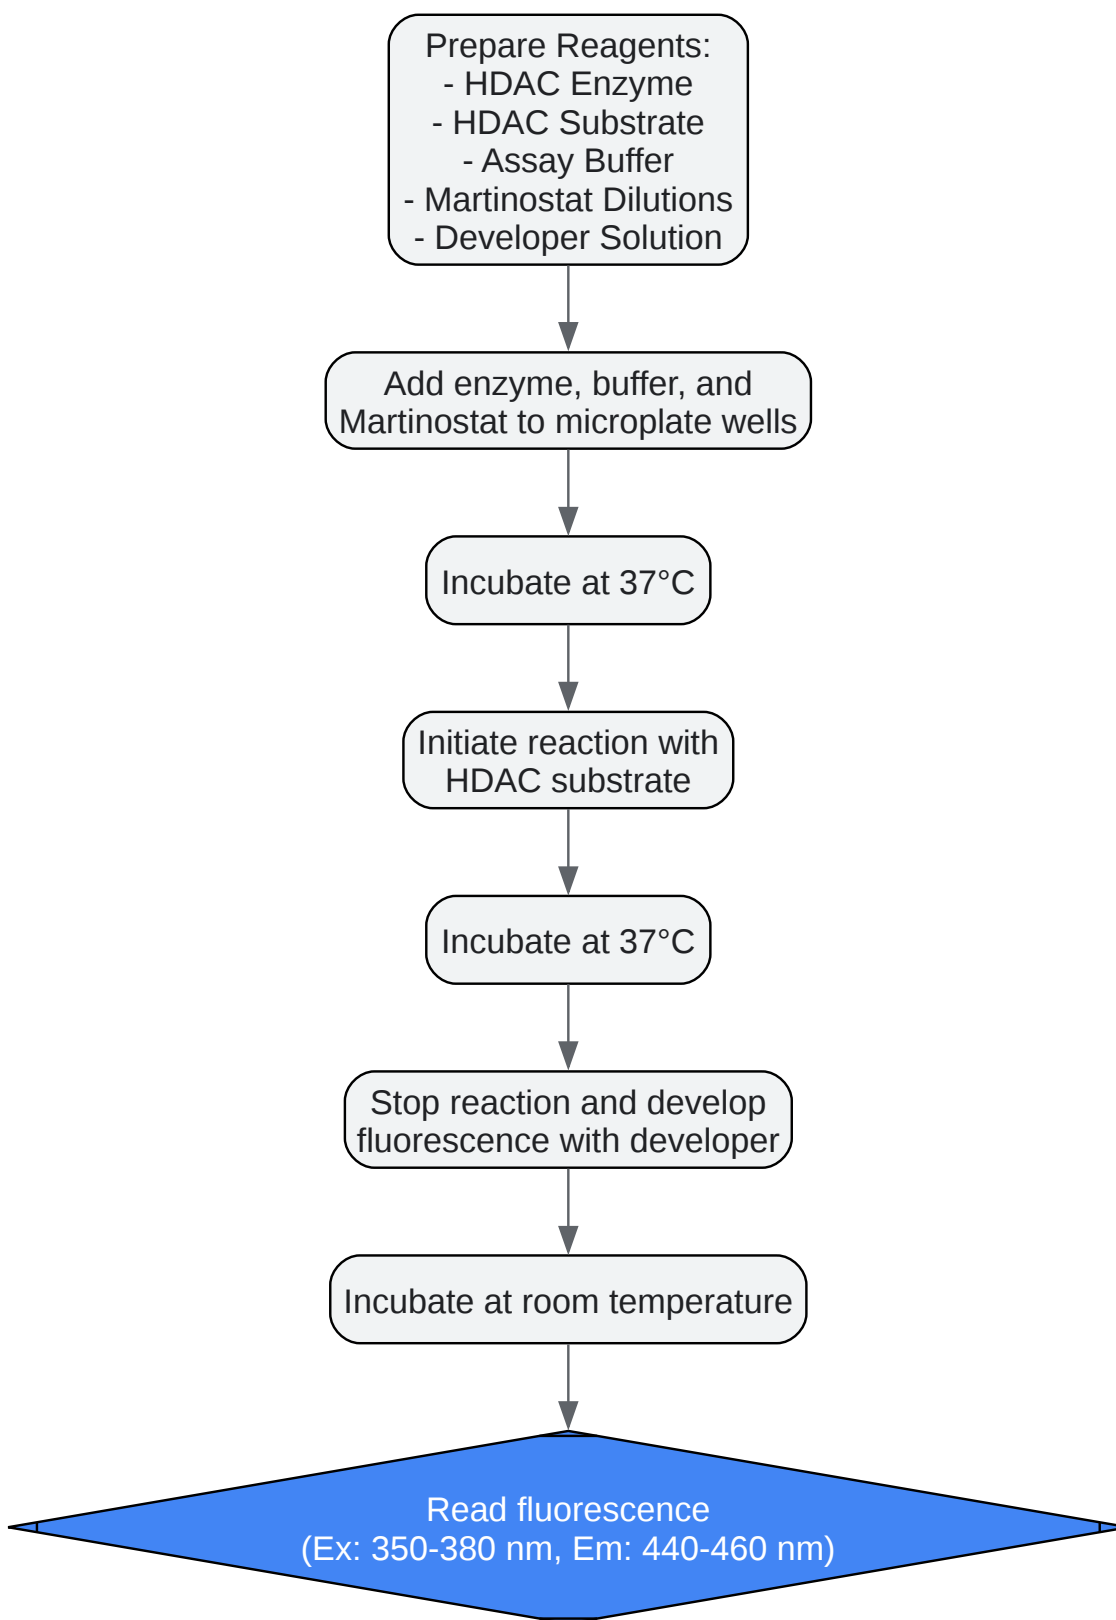 Prepare Reagents:
- HDAC Enzyme
- HDAC Substrate
- Assay Buffer
- Martinostat Dilutions
- Developer Solution
Add enzyme, buffer, and
Martinostat to microplate wells
Incubate at 37°C
Initiate reaction with
HDAC substrate
Incubate at 37°C
Stop reaction and develop
fluorescence with developer
Incubate at room temperature
Read fluorescence
(Ex: 350-380 nm, Em: 440-460 nm)